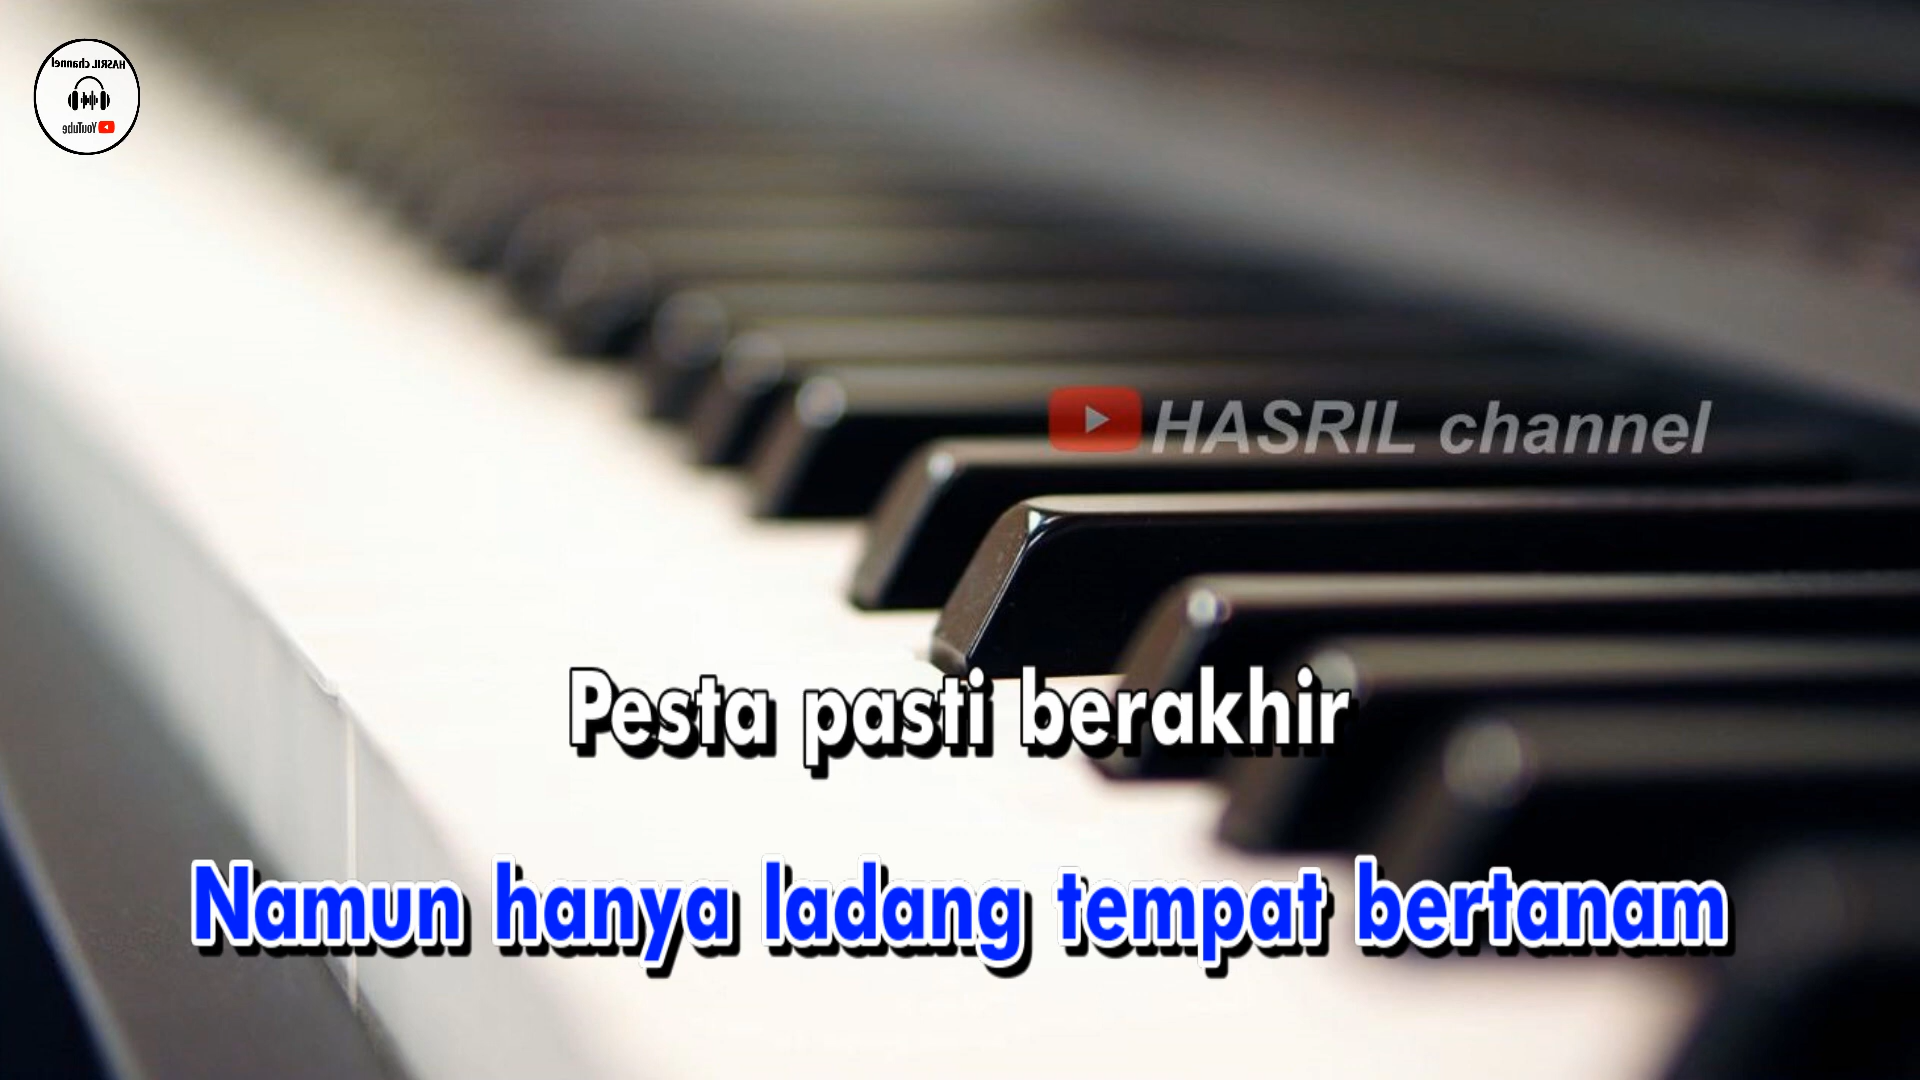 HASRIL channel
YouTube
HASRIL channel
Pesta pasti berakhir
Namun hanya ladang tempat bertanam